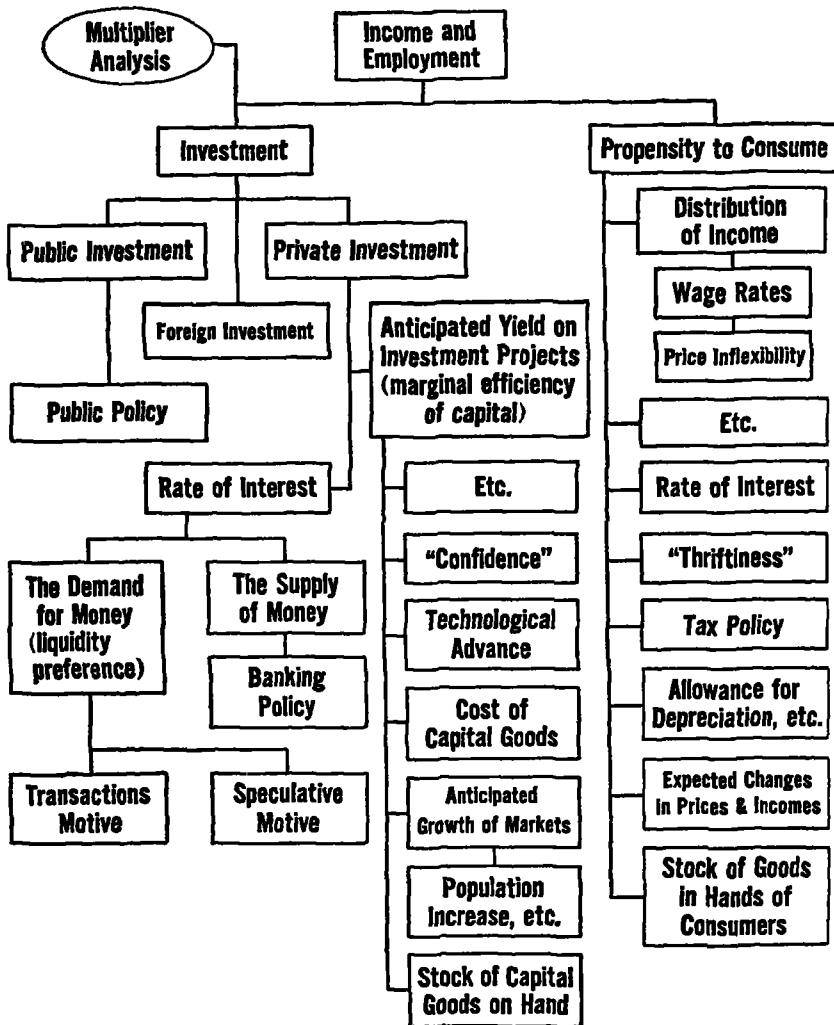 Multiplier
Analysis
Income and
Employment
Investment
Propensity to Consume
Public Investment
Private Investment
Foreign Investment
Public Policy
Anticipated Yield on
Investment Projects
(marginal efficiency
of capital)
Rate of Interest
The Demand
for Money
(liquidity
preference)
The Supply
of Money
Banking
Policy
Transactions
Motive
Speculative
Motive
Etc.
"Confidence"
Technological
Advance
Cost of
Capital Goods
Anticipated
Growth of Markets
Population
Increase, etc.
Stock of Capital
Goods on Hand
Distribution
of Income
Wage Rates
Price Inflexibility
Etc.
Rate of Interest
"Thriftiness"
Tax Policy
Allowance for
Depreciation, etc.
Expected Changes
in Prices & Incomes
Stock of Goods
in Hands of
Consumers